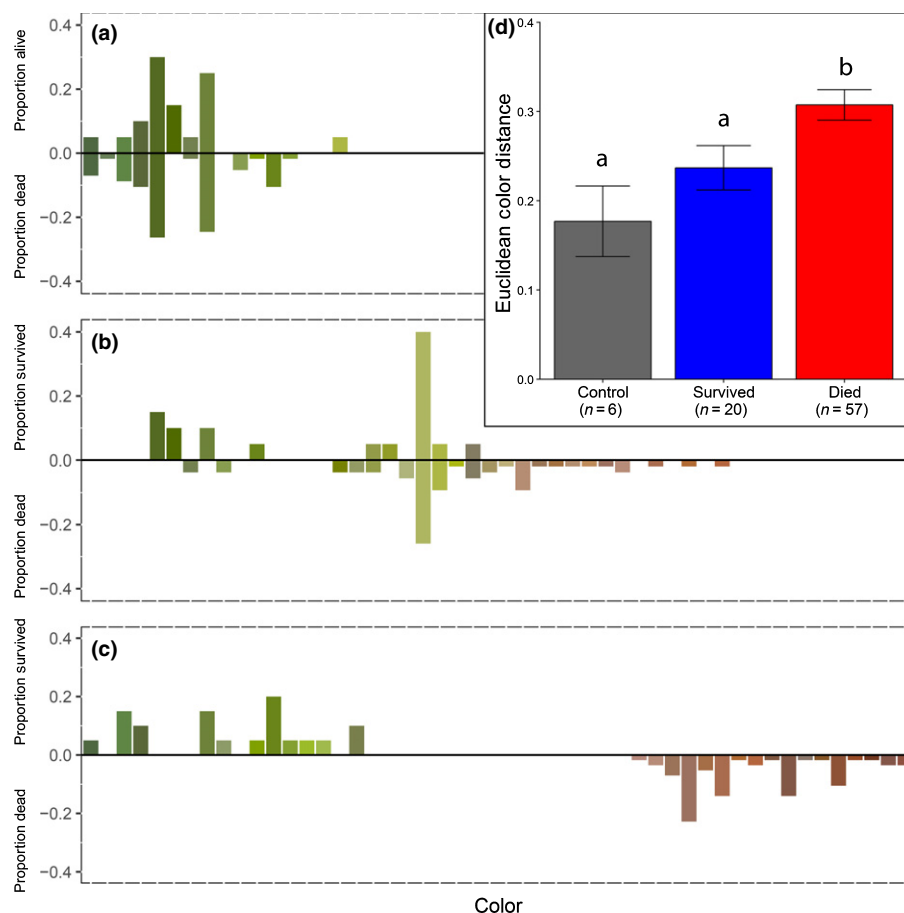 (a)
Proportion alive
Proportion dead
0.4
0.2
0.0
−0.2
−0.4
(d)
Euclidean color distance
0.4
0.3
0.2
0.1
0.0
a
a
b
Control
(n = 6)
Survived
(n = 20)
Died
(n = 57)
(b)
Proportion survived
Proportion dead
0.4
0.2
0.0
−0.2
−0.4
(c)
Proportion survived
Proportion dead
0.4
0.2
0.0
−0.2
−0.4
Color